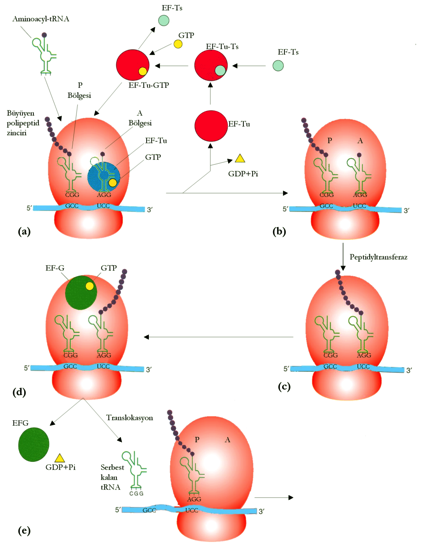 Aminoacyl-tRNA
EF-Ts
GTP
EF-Tu-Ts
EF-Ts
EF-Tu-GTP
P
Bölgesi
A
Bölgesi
Büyüyen
polipeptid
zinciri
EF-Tu
EF-Tu
GTP
GDP+Pi
CGG AGG
GCC UCC
5' 3'
(a)
P A
CGG AGG
GCC UCC
5' 3'
(b)
Peptidyltransferaz
EF-G GTP
CGG AGG
GCC UCC
5' 3'
(d)
CGG AGG
GCC UCC
5' 3'
(c)
EFG
GDP+Pi
Translokasyon
Serbest
kalan
tRNA
CGG
P A
AGG
GCC UCC
5' 3'
(e)